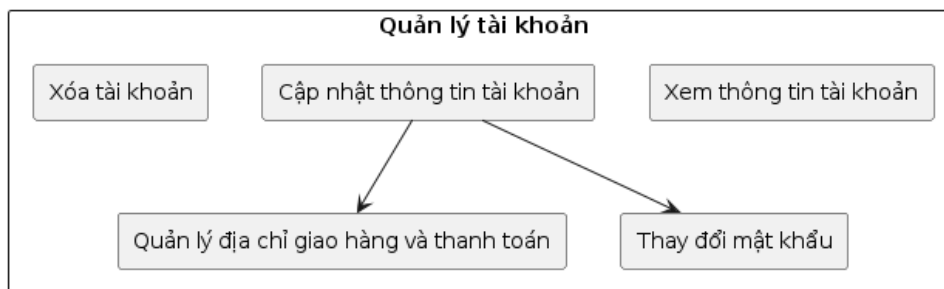 Quản lý tài khoản
Xóa tài khoản
Cập nhật thông tin tài khoản
Xem thông tin tài khoản
Quản lý địa chỉ giao hàng và thanh toán
Thay đổi mật khẩu